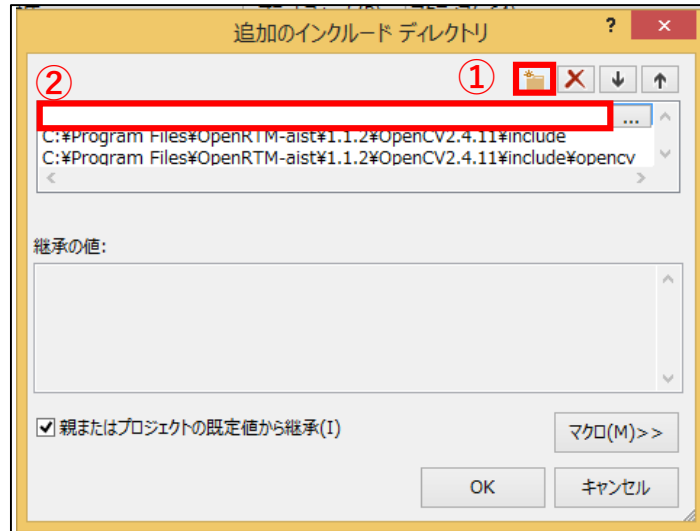 追加のインクルード ディレクトリ
?
×
②
①
...
C:¥Program Files¥OpenRTM-aist¥1.1.2¥OpenCV2.4.11¥include
C:¥Program Files¥OpenRTM-aist¥1.1.2¥OpenCV2.4.11¥include¥opencv
継承の値:
親またはプロジェクトの既定値から継承(I)
マクロ(M)>>
OK
キャンセル